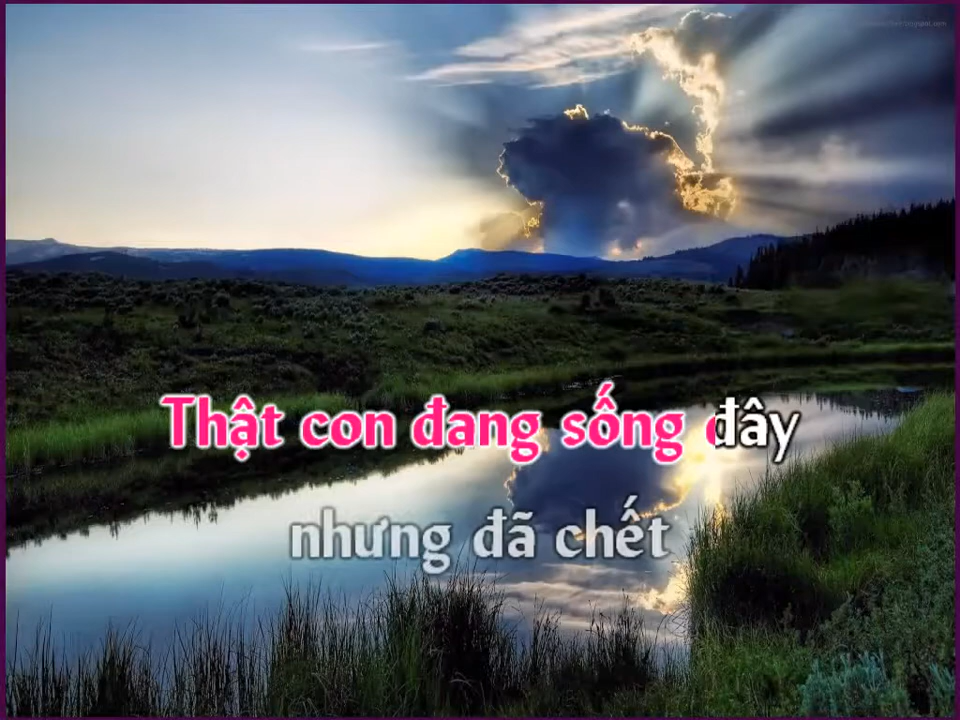 Thật con đang sống đây
nhưng đã chết